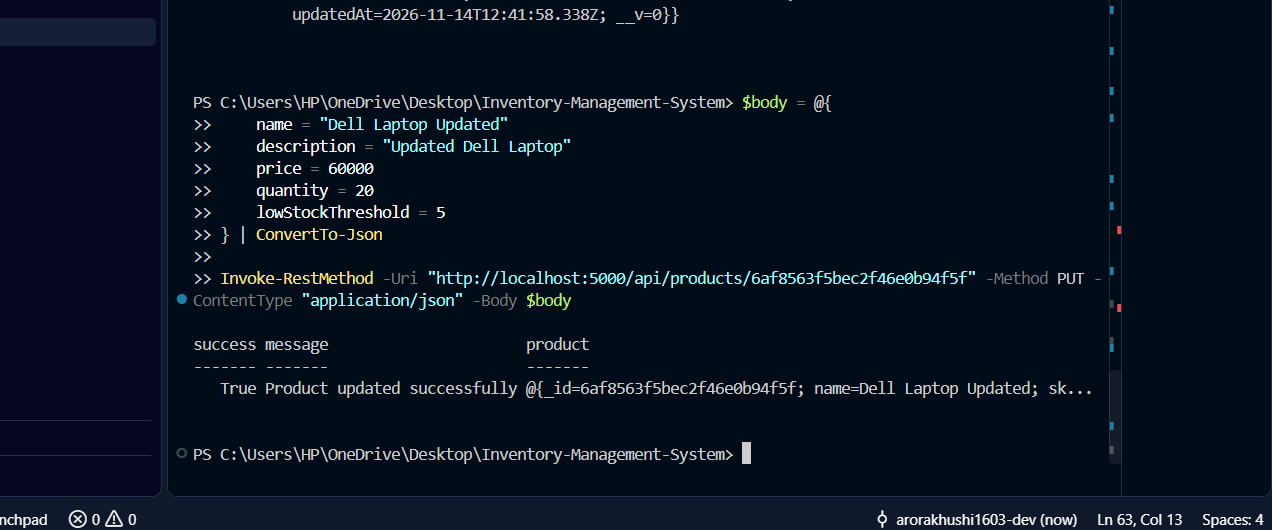 updatedAt=2026-11-14T12:41:58.338Z; __v=0}}
PS C:\Users\HP\OneDrive\Desktop\Inventory-Management-System> $body = @{
>>     name = "Dell Laptop Updated"
>>     description = "Updated Dell Laptop"
>>     price = 60000
>>     quantity = 20
>>     lowStockThreshold = 5
>> } | ConvertTo-Json
>>
>> Invoke-RestMethod -Uri "http://localhost:5000/api/products/6af8563f5bec2f46e0b94f5f" -Method PUT -
ContentType "application/json" -Body $body
success message                      product
------- -------                      -------
   True Product updated successfully @{_id=6af8563f5bec2f46e0b94f5f; name=Dell Laptop Updated; sk...
PS C:\Users\HP\OneDrive\Desktop\Inventory-Management-System>
nchpad 0 0 arorakhushi1603-dev (now) Ln 63, Col 13 Spaces: 4